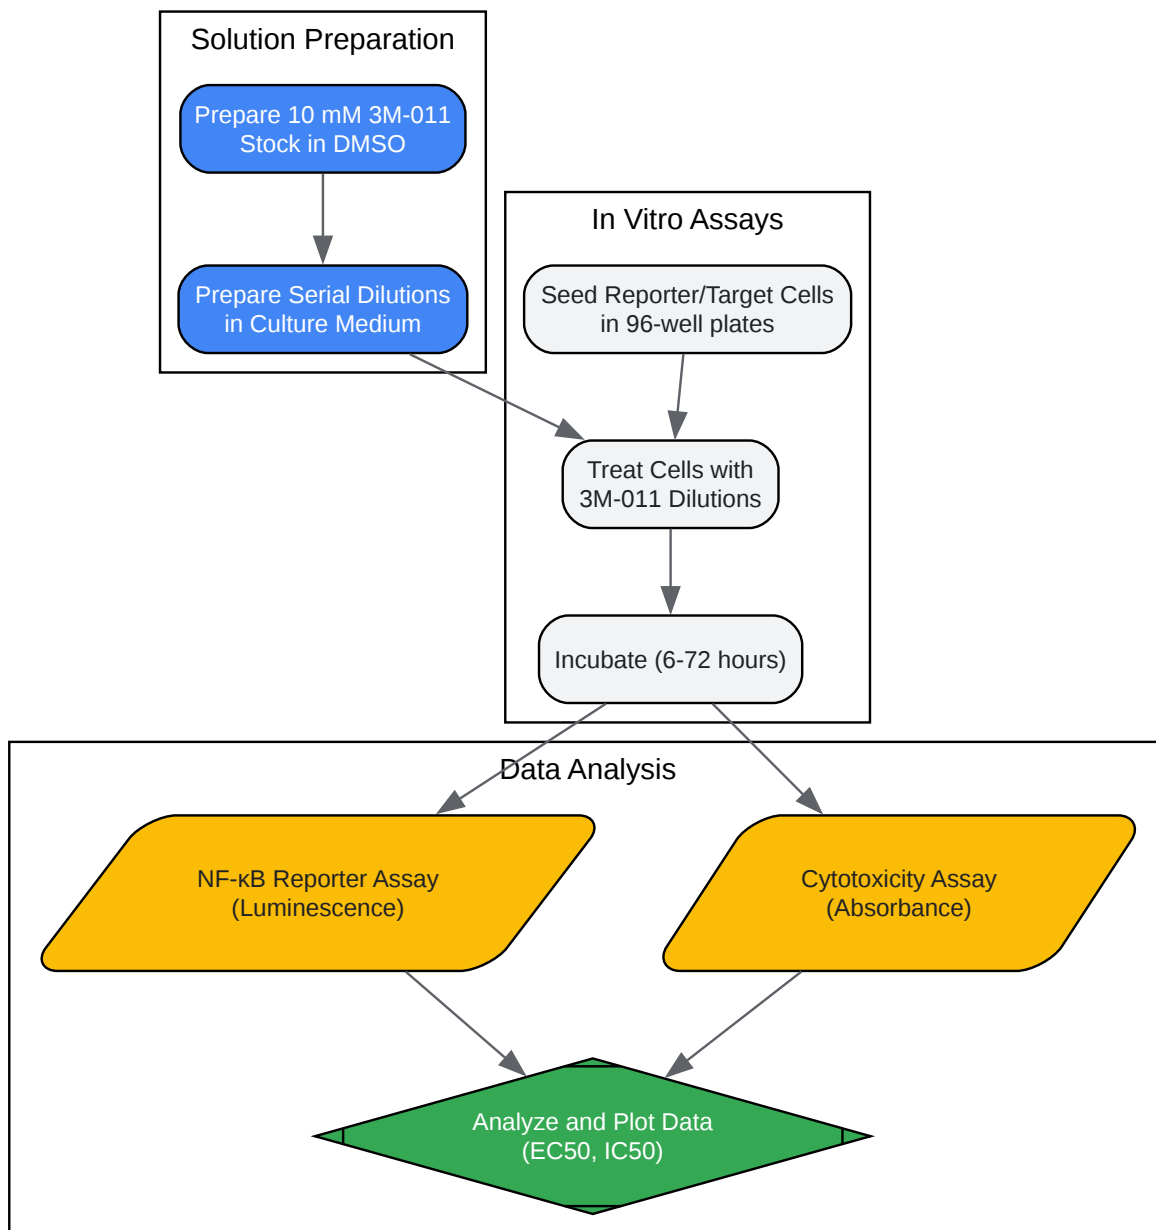 Solution Preparation
Prepare 10 mM 3M-011
Stock in DMSO
Prepare Serial Dilutions
in Culture Medium
In Vitro Assays
Seed Reporter/Target Cells
in 96-well plates
Treat Cells with
3M-011 Dilutions
Incubate (6-72 hours)
Data Analysis
NF-κB Reporter Assay
(Luminescence)
Cytotoxicity Assay
(Absorbance)
Analyze and Plot Data
(EC50, IC50)